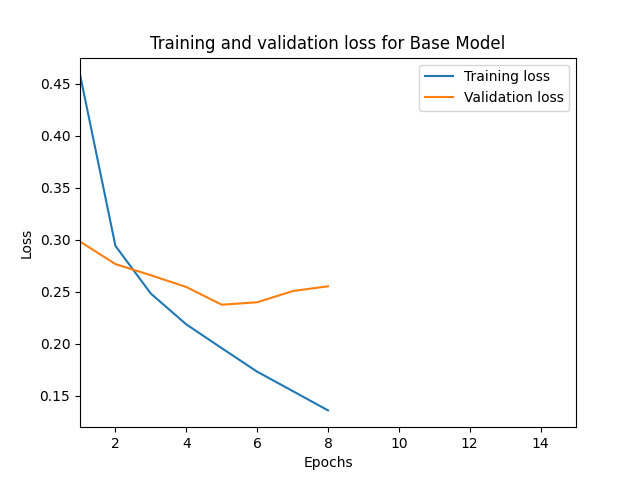 Training and validation loss for Base Model
Training loss
Validation loss
Loss
0.45
0.40
0.35
0.30
0.25
0.20
0.15
2 4 6 8 10 12 14
Epochs